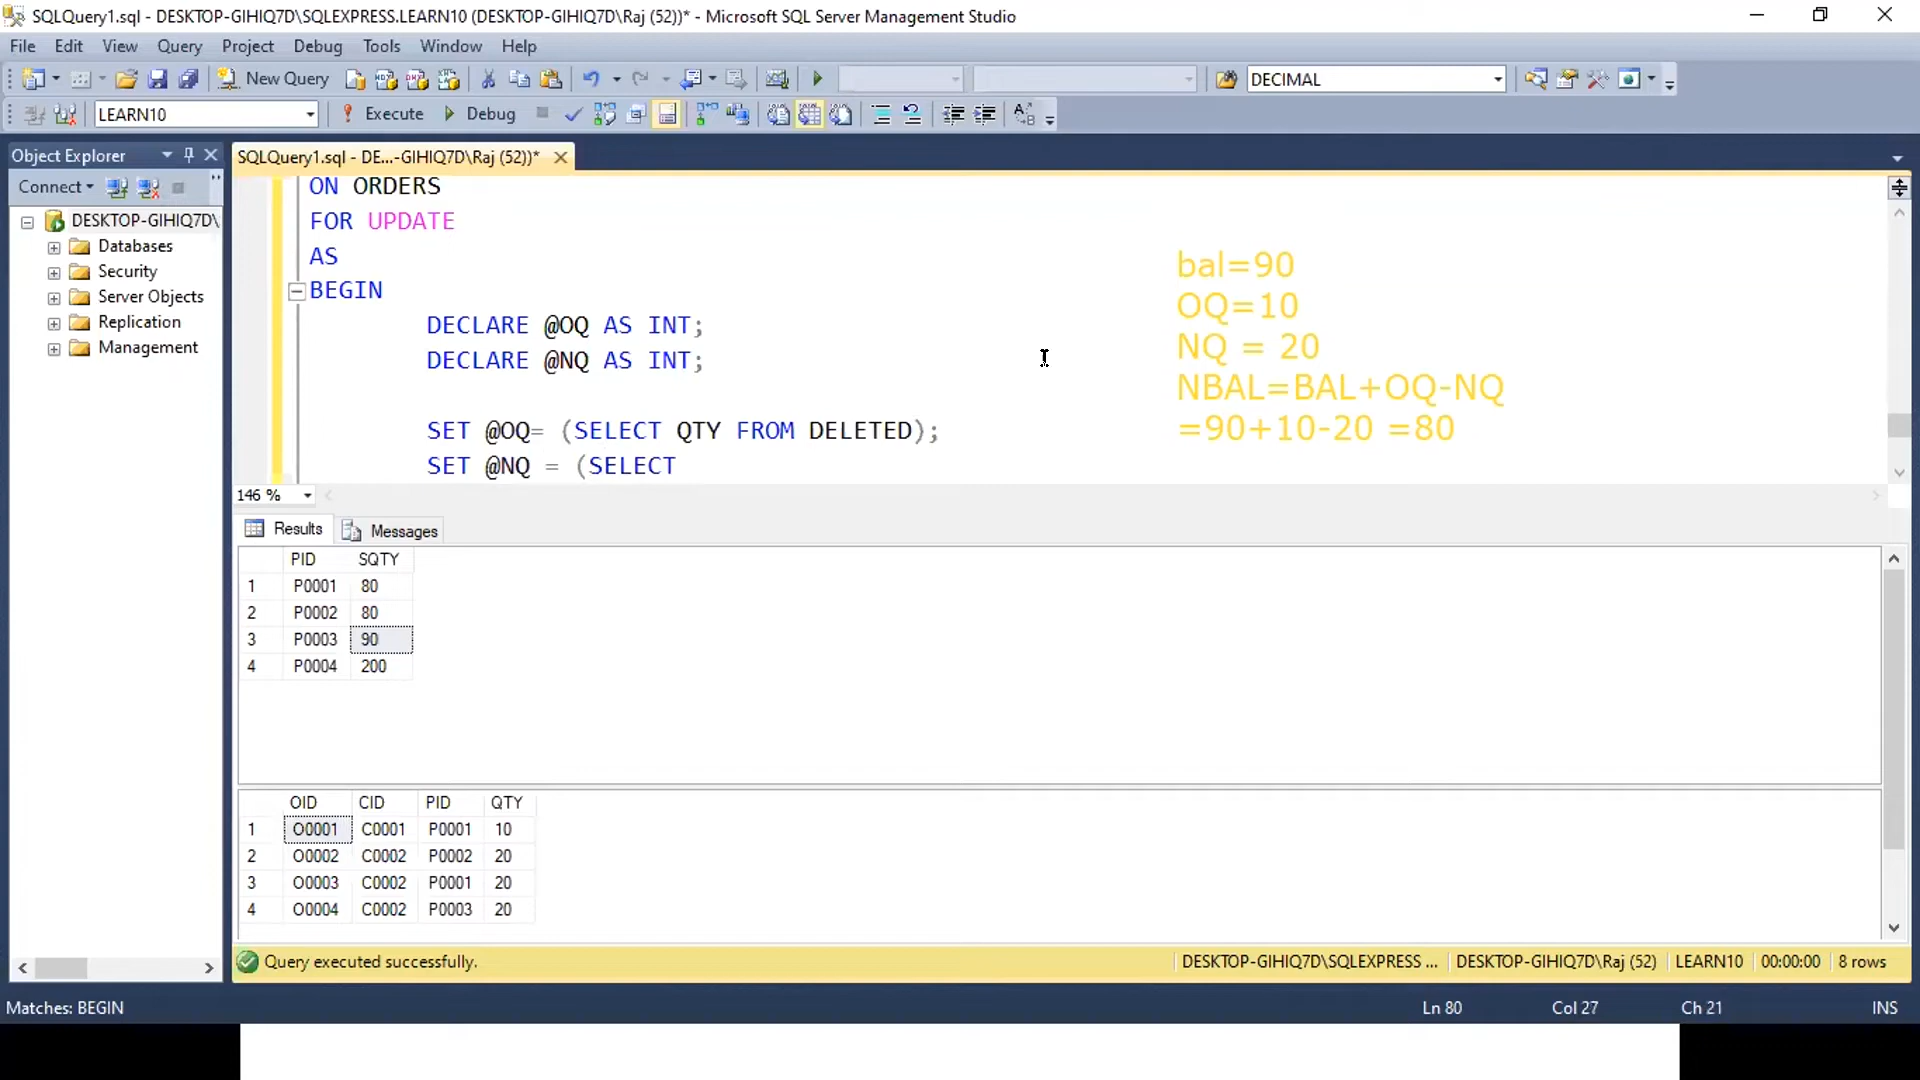 SQLQuery1.sql - DESKTOP-GIHIQ7D\SQLEXPRESS.LEARN10 (DESKTOP-GIHIQ7D\Raj (52))* - Microsoft SQL Server Management Studio
File Edit View Query Project Debug Tools Window Help
New Query DECIMAL
LEARN10 Execute Debug
Object Explorer
SQLQuery1.sql - DE...-GIHIQ7D\Raj (52))*
Connect
DESKTOP-GIHIQ7D\
Databases
Security
Server Objects
Replication
Management
ON ORDERS
FOR UPDATE
AS
BEGIN
DECLARE @OQ AS INT;
DECLARE @NQ AS INT;
SET @OQ= (SELECT QTY FROM DELETED);
SET @NQ = (SELECT
bal=90
OQ=10
NQ = 20
NBAL=BAL+OQ-NQ
=90+10-20 =80
146 %
Results Messages
PID SQTY
1 P0001 80
2 P0002 80
3 P0003 90
4 P0004 200
OID CID PID QTY
1 O0001 C0001 P0001 10
2 O0002 C0002 P0002 20
3 O0003 C0002 P0001 20
4 O0004 C0002 P0003 20
Query executed successfully. DESKTOP-GIHIQ7D\SQLEXPRESS ... DESKTOP-GIHIQ7D\Raj (52) LEARN10 00:00:00 8 rows
Matches: BEGIN Ln 80 Col 27 Ch 21 INS